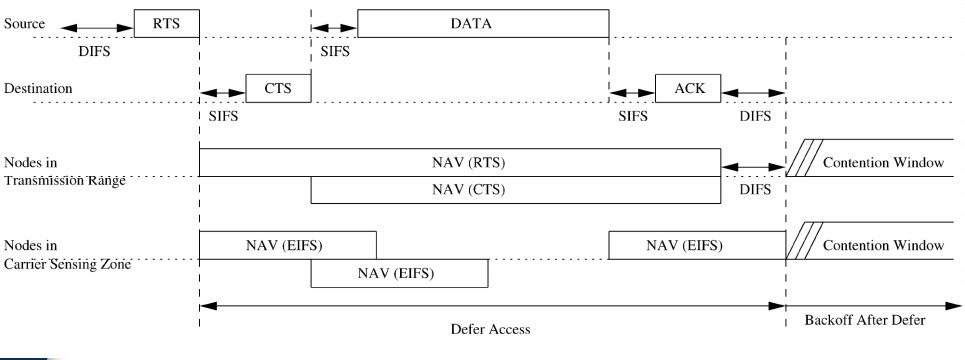 Source
RTS
DATA
DIFS
SIFS
Destination
CTS
ACK
SIFS
SIFS
DIFS
Nodes in
Transmission Range
NAV (RTS)
NAV (CTS)
DIFS
Contention Window
Nodes in
Carrier Sensing Zone
NAV (EIFS)
NAV (EIFS)
NAV (EIFS)
Contention Window
Defer Access
Backoff After Defer